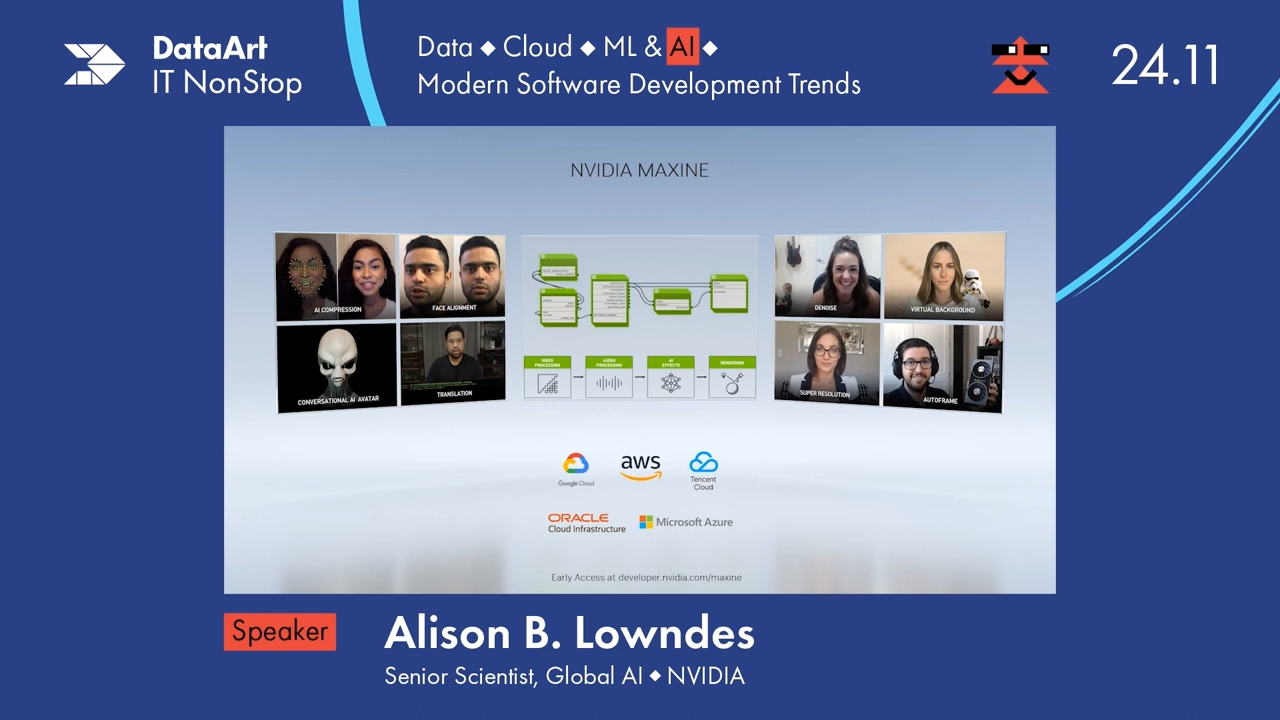 DataArt
IT NonStop
Data ◆ Cloud ◆ ML & AI ◆
Modern Software Development Trends
24.11
NVIDIA MAXINE
AI COMPRESSION
FACE ALIGNMENT
CONVERSATIONAL AI AVATAR
TRANSLATION
VIDEO PROCESSING
AUDIO PROCESSING
AI EFFECTS
RENDERING
DENOISE
VIRTUAL BACKGROUND
SUPER RESOLUTION
AUTOFRAME
Google Cloud
aws
Tencent
Cloud
ORACLE
Cloud Infrastructure
Microsoft Azure
Early Access at developer.nvidia.com/maxine
Speaker
Alison B. Lowndes
Senior Scientist, Global AI ◆ NVIDIA